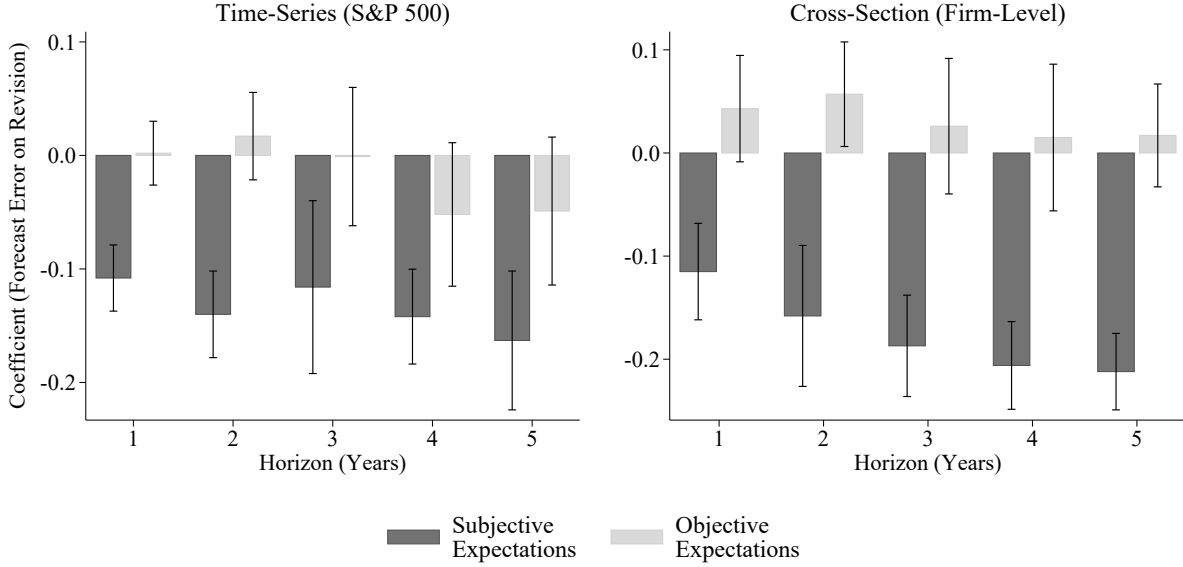 Time-Series (S&P 500)
Coefficient (Forecast Error on Revision)
0.1
0.0
-0.1
-0.2
1 2 3 4 5
Horizon (Years)
Cross-Section (Firm-Level)
0.1
0.0
-0.1
-0.2
1 2 3 4 5
Horizon (Years)
Subjective
Expectations
Objective
Expectations